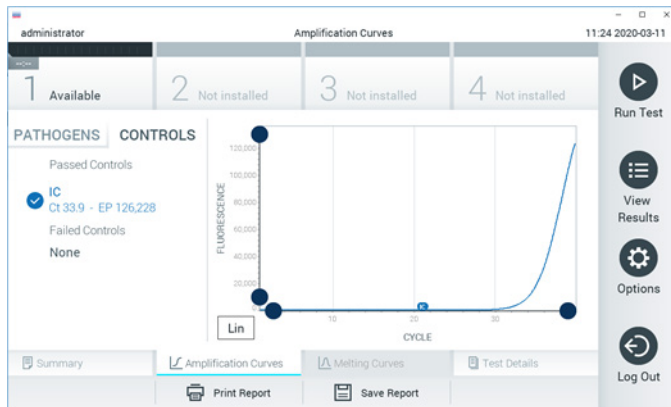 administrator
Amplification Curves
11:24 2020-03-11
--:--
1 Available
2 Not installed
3 Not installed
4 Not installed
Run Test
View
Results
Options
Log Out
PATHOGENS CONTROLS
Passed Controls
IC
Ct 33.9 - EP 126,228
Failed Controls
None
FLUORESCENCE
120,000
100,000
80,000
60,000
40,000
20,000
0
10 20 30
CYCLE
Lin
Summary
Amplification Curves
Melting Curves
Test Details
Print Report
Save Report